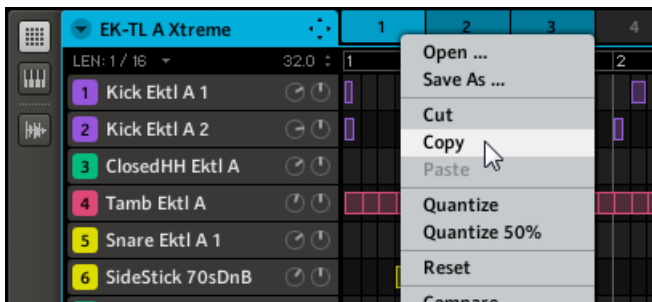 EK-TL A Xtreme
1 2 3 4
LEN: 1 / 16 32.0 1 2
1 Kick Ektl A 1
2 Kick Ektl A 2
3 ClosedHH Ektl A
4 Tamb Ektl A
5 Snare Ektl A 1
6 SideStick 70sDnB
Open ...
Save As ...
Cut
Copy
Paste
Quantize
Quantize 50%
Reset
Compare